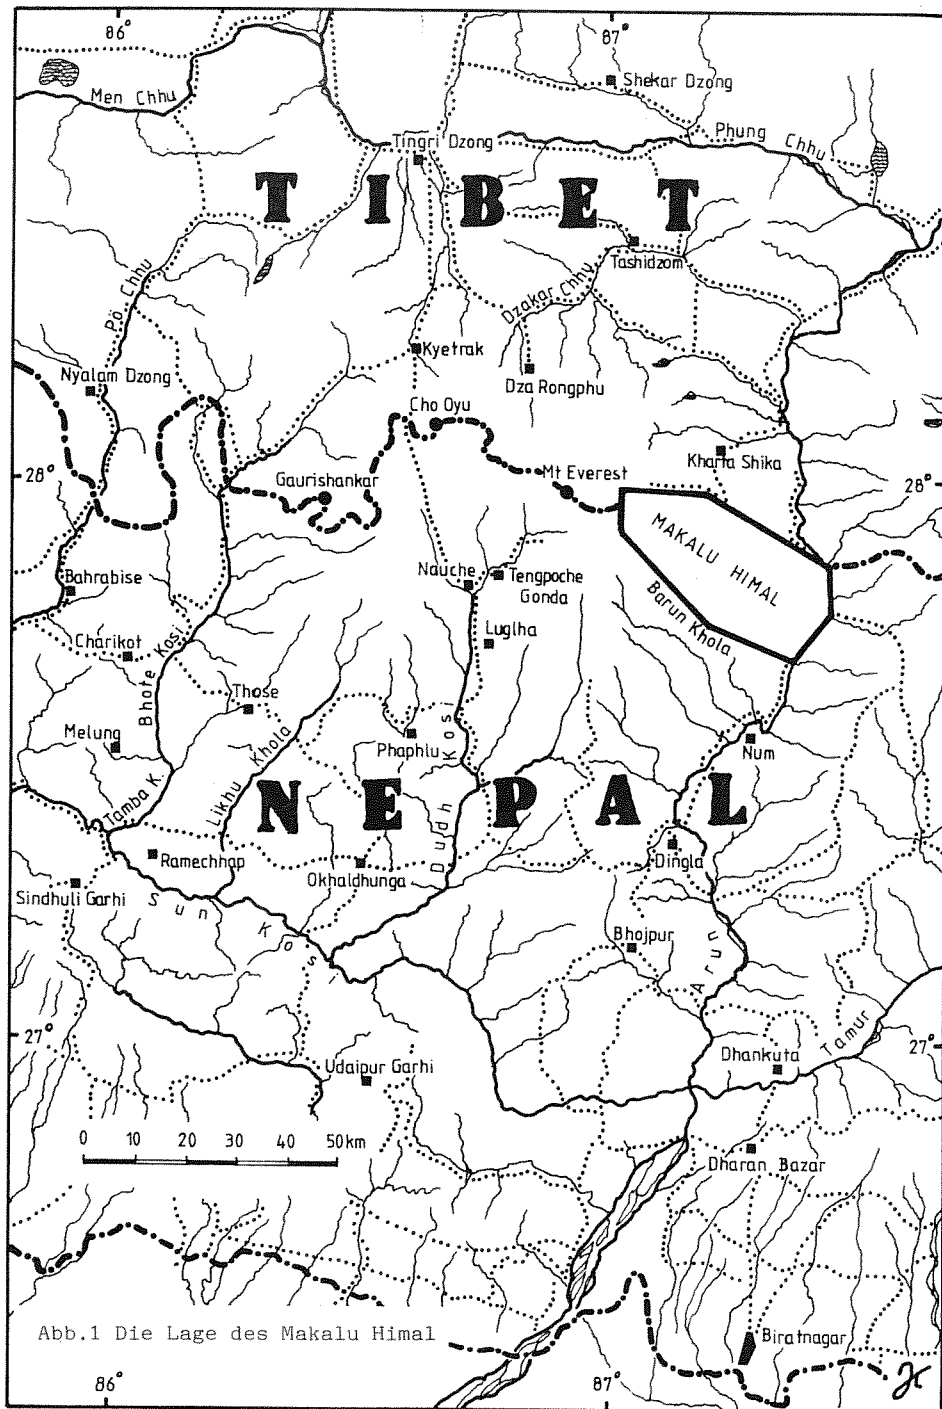 86°
87°
Shekar Dzong
Men Chhu
Phung Chhu
Tingri Dzong
TIBET
Tashidzom
Pö Chhu
Dzakar Chhu
Kyetrak
Nyalam Dzong
Dza Rongphu
Cho Oyu
Kharta Shika
28°
Gaurishankar
Mt Everest
28°
MAKALU HIMAL
Bahrabise
Nauche
Tengpoche
Gonda
Barun Khola
Charikot
Luglha
Bhote Kosi
Those
Melung
Phaphlu
Num
Likhu Khola
Dudh Kosi
Tamba K.
NEPAL
Ramechhap
Okhaldhunga
Dingla
Sindhuli Garhi
Sun Kosi
Bhojpur
Arun
27°
Tamur
27°
Udaipur Garhi
Dhankuta
0 10 20 30 40 50km
Dharan Bazar
Abb.1 Die Lage des Makalu Himal
Biratnagar
86°
87°